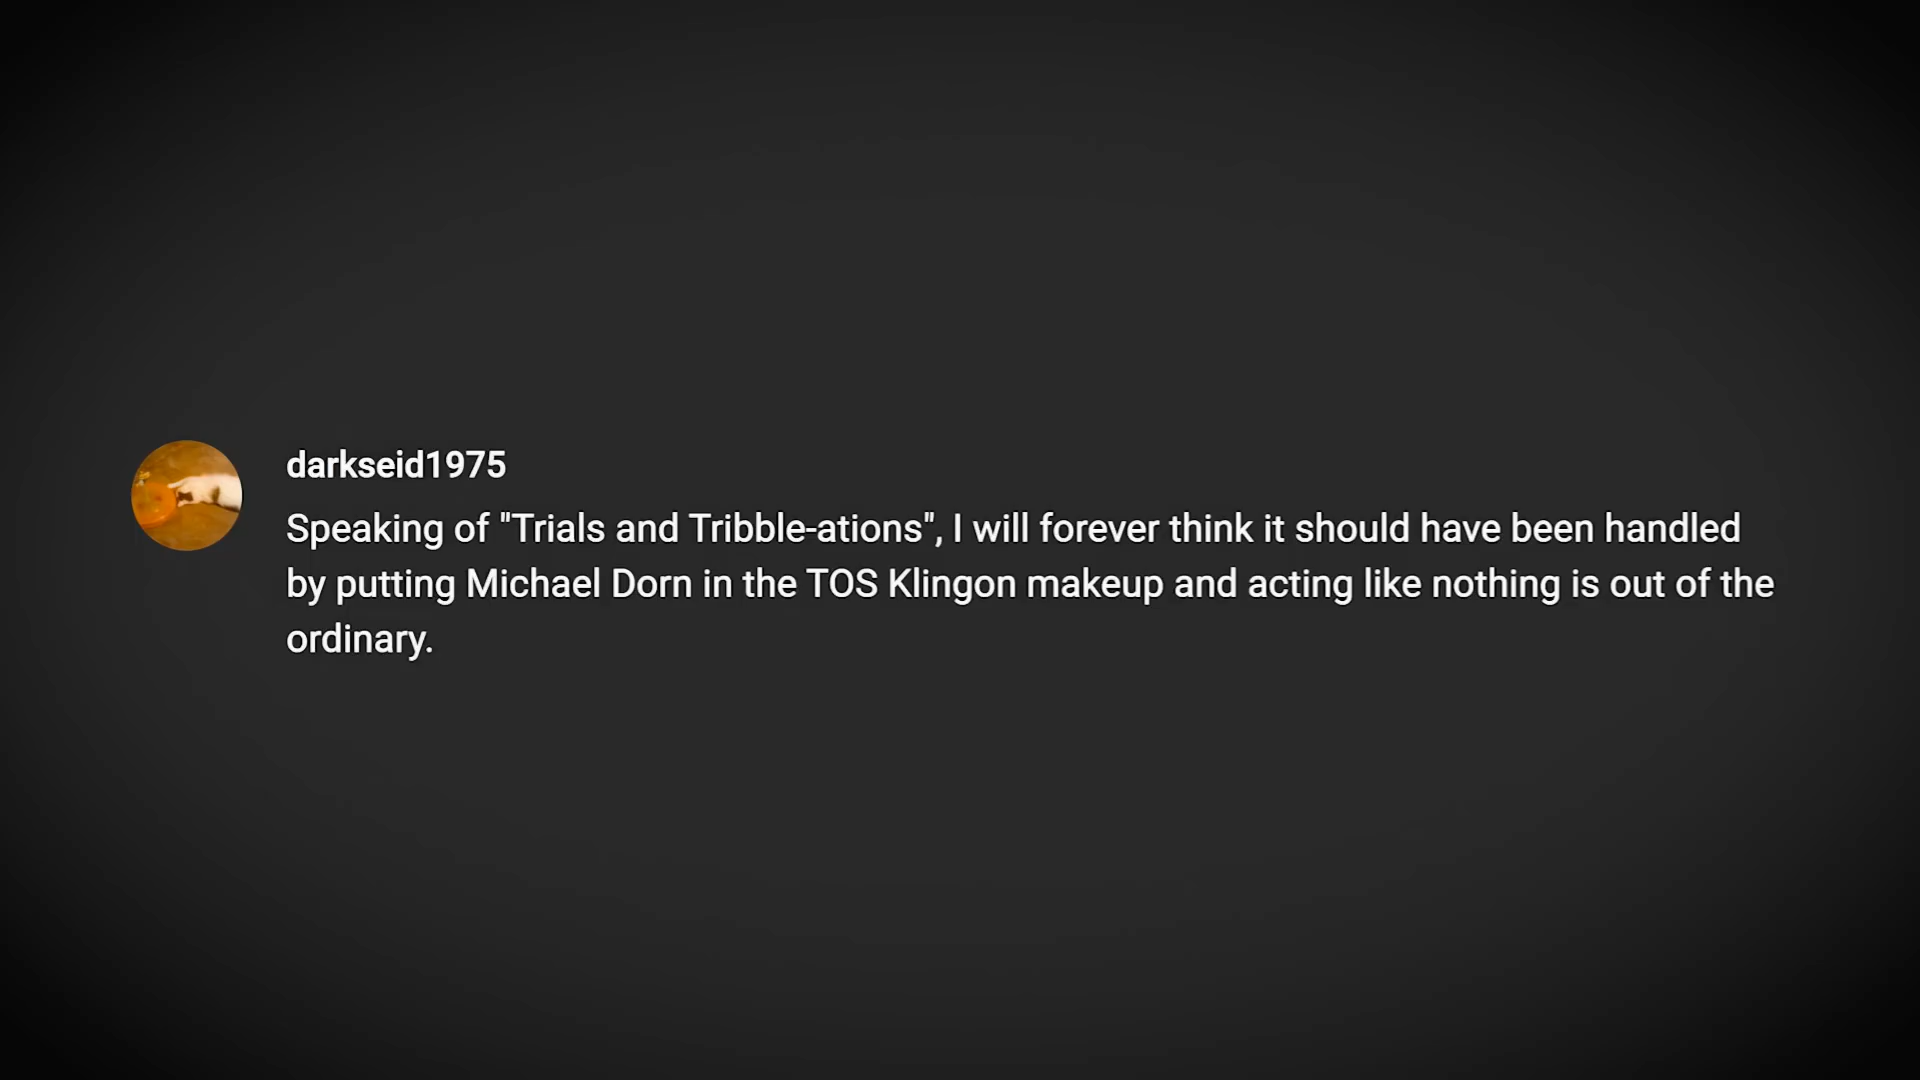 darkseid1975
Speaking of "Trials and Tribble-ations", I will forever think it should have been handled
by putting Michael Dorn in the TOS Klingon makeup and acting like nothing is out of the
ordinary.